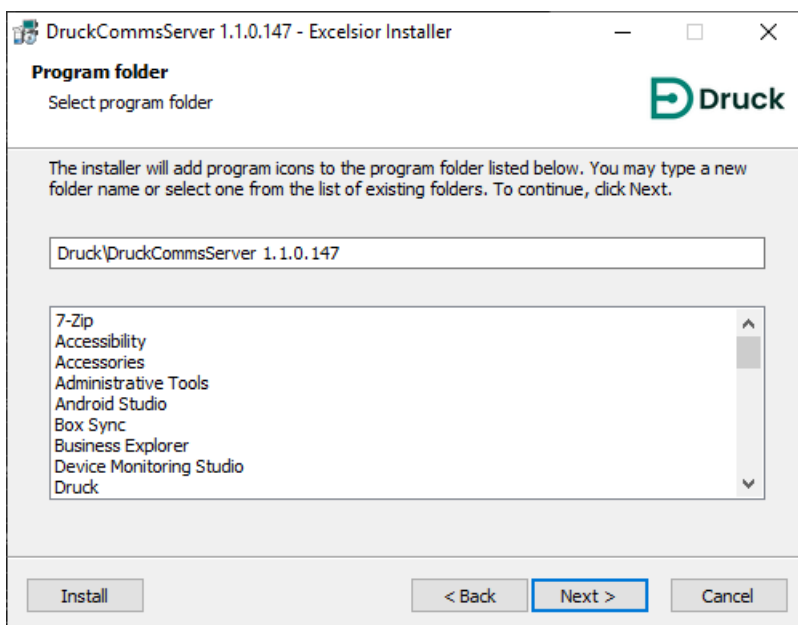 DruckCommsServer 1.1.0.147 - Excelsior Installer
Program folder
Select program folder
Druck
The installer will add program icons to the program folder listed below. You may type a new
folder name or select one from the list of existing folders. To continue, click Next.
Druck\DruckCommsServer 1.1.0.147
7-Zip
Accessibility
Accessories
Administrative Tools
Android Studio
Box Sync
Business Explorer
Device Monitoring Studio
Druck
Install
< Back
Next >
Cancel